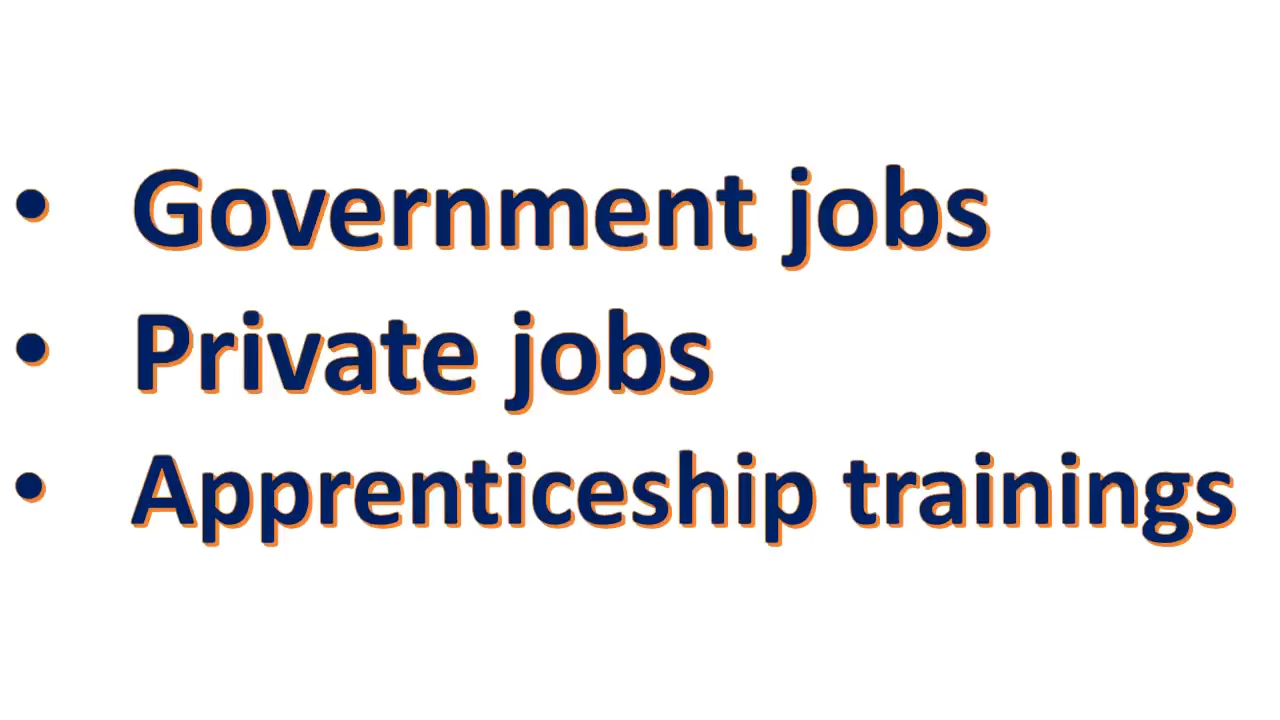 • Government jobs
• Private jobs
• Apprenticeship trainings